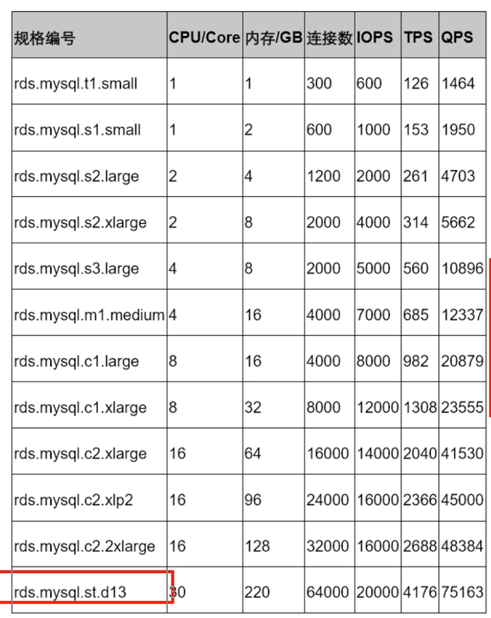 规格编号 CPU/Core 内存/GB 连接数 IOPS TPS QPS
rds.mysql.t1.small 1 1 300 600 126 1464
rds.mysql.s1.small 1 2 600 1000 153 1950
rds.mysql.s2.large 2 4 1200 2000 261 4703
rds.mysql.s2.xlarge 2 8 2000 4000 314 5662
rds.mysql.s3.large 4 8 2000 5000 560 10896
rds.mysql.m1.medium 4 16 4000 7000 685 12337
rds.mysql.c1.large 8 16 4000 8000 982 20879
rds.mysql.c1.xlarge 8 32 8000 12000 1308 23555
rds.mysql.c2.xlarge 16 64 16000 14000 2040 41530
rds.mysql.c2.xlp2 16 96 24000 16000 2366 45000
rds.mysql.c2.2xlarge 16 128 32000 16000 2688 48384
rds.mysql.st.d13 30 220 64000 20000 4176 75163